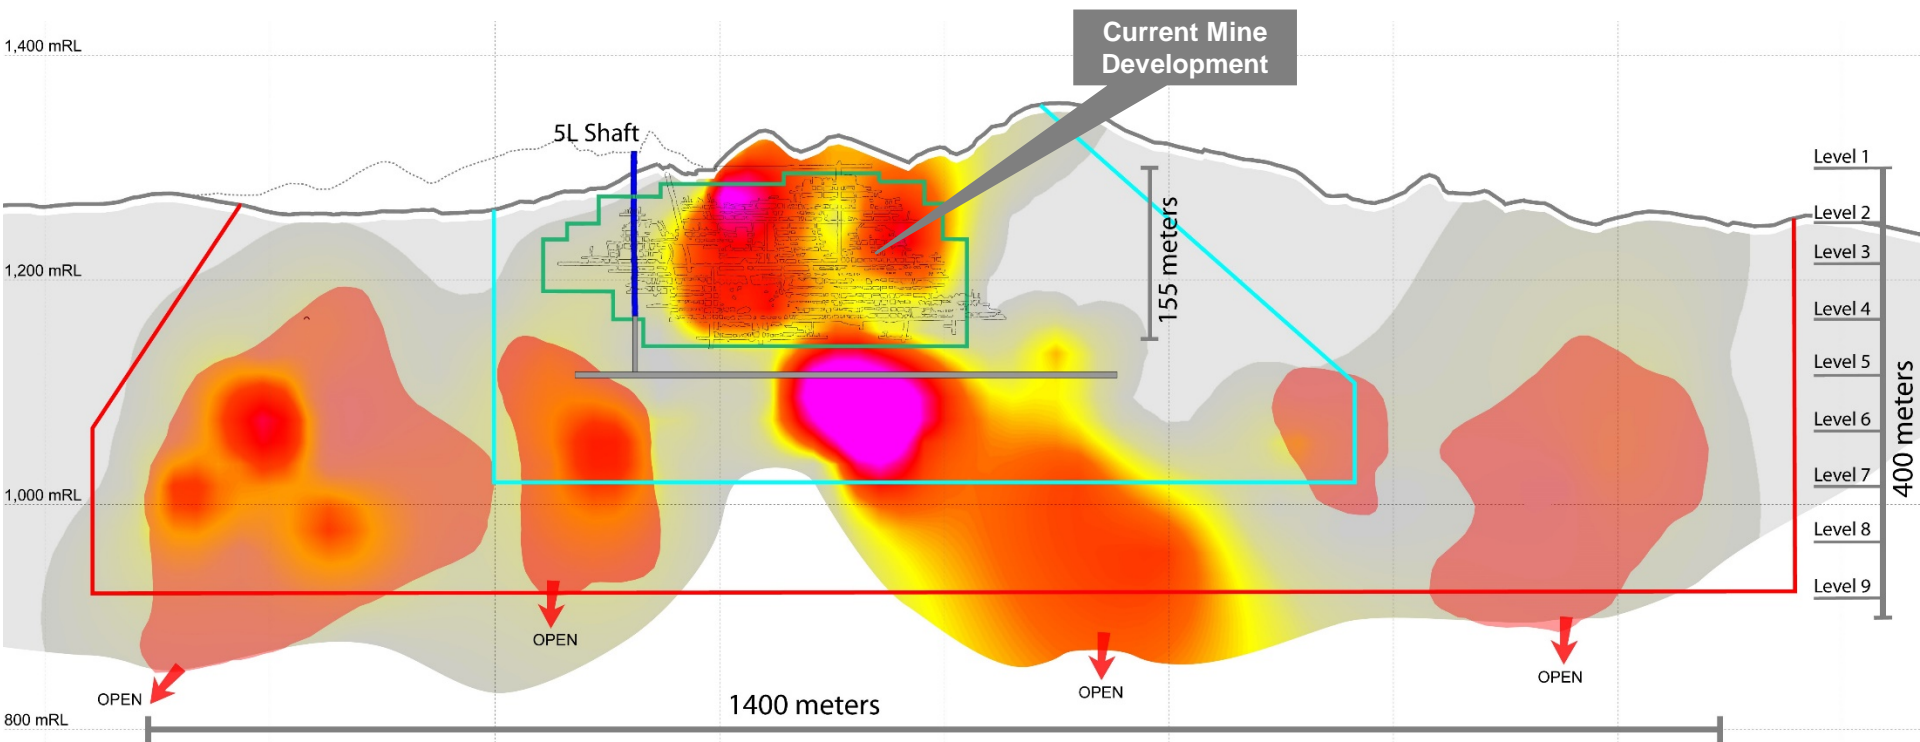 Current Mine
Development
1,400 mRL
5L Shaft
Level 1
Level 2
Level 3
1,200 mRL
155 meters
Level 4
Level 5
Level 6
400 meters
Level 7
1,000 mRL
Level 8
Level 9
OPEN
OPEN
OPEN
OPEN
1400 meters
800 mRL